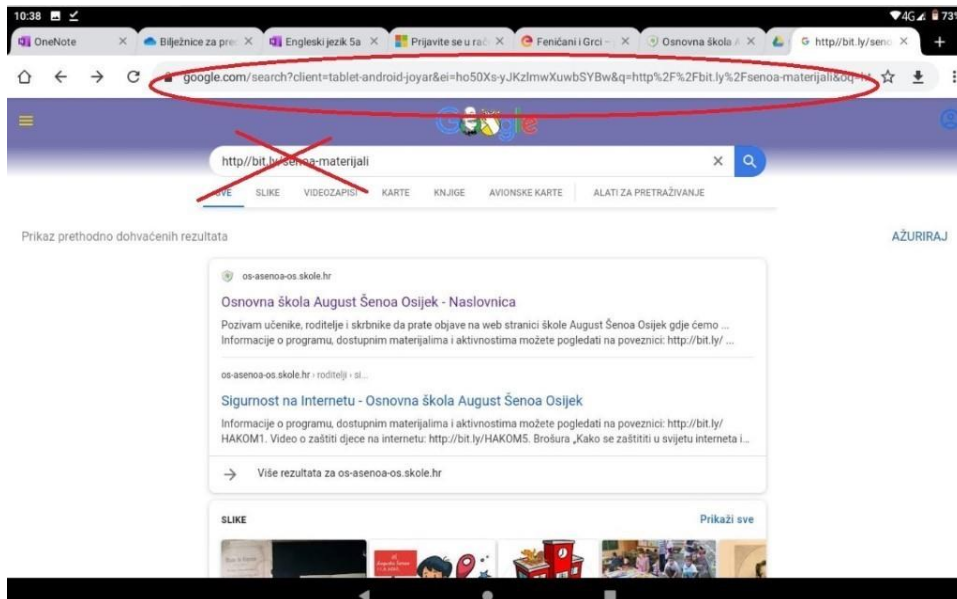 10:38
4G 73%
OneNote
Bilježnice za pre
Engleski jezik 5a
Prijavite se u rač
Feničani i Grci –
Osnovna škola A
http//bit.ly/seno
google.com/search?client=tablet-android-joyar&ei=ho50Xs-yJKzlmwXuwbSYBw&q=http%2F%2Fbit.ly%2Fsenoa-materijali&oq=h
Google
http//bit.ly/senoa-materijali
SVE SLIKE VIDEOZAPISI KARTE KNJIGE AVIONSKE KARTE ALATI ZA PRETRAŽIVANJE
Prikaz prethodno dohvaćenih rezultata AŽURIRAJ
os-asenoa-os.skole.hr
Osnovna škola August Šenoa Osijek - Naslovnica
Pozivam učenike, roditelje i skrbnike da prate objave na web stranici škole August Šenoa Osijek gdje ćemo ...
Informacije o programu, dostupnim materijalima i aktivnostima možete pogledati na poveznici: http://bit.ly/ ...
os-asenoa-os.skole.hr › roditelji › si...
Sigurnost na Internetu - Osnovna škola August Šenoa Osijek
Informacije o programu, dostupnim materijalima i aktivnostima možete pogledati na poveznici: http://bit.ly/
HAKOM1. Video o zaštiti djece na internetu: http://bit.ly/HAKOM5. Brošura „Kako se zaštititi u svijetu interneta i...
Više rezultata za os-asenoa-os.skole.hr
SLIKE Prikaži sve